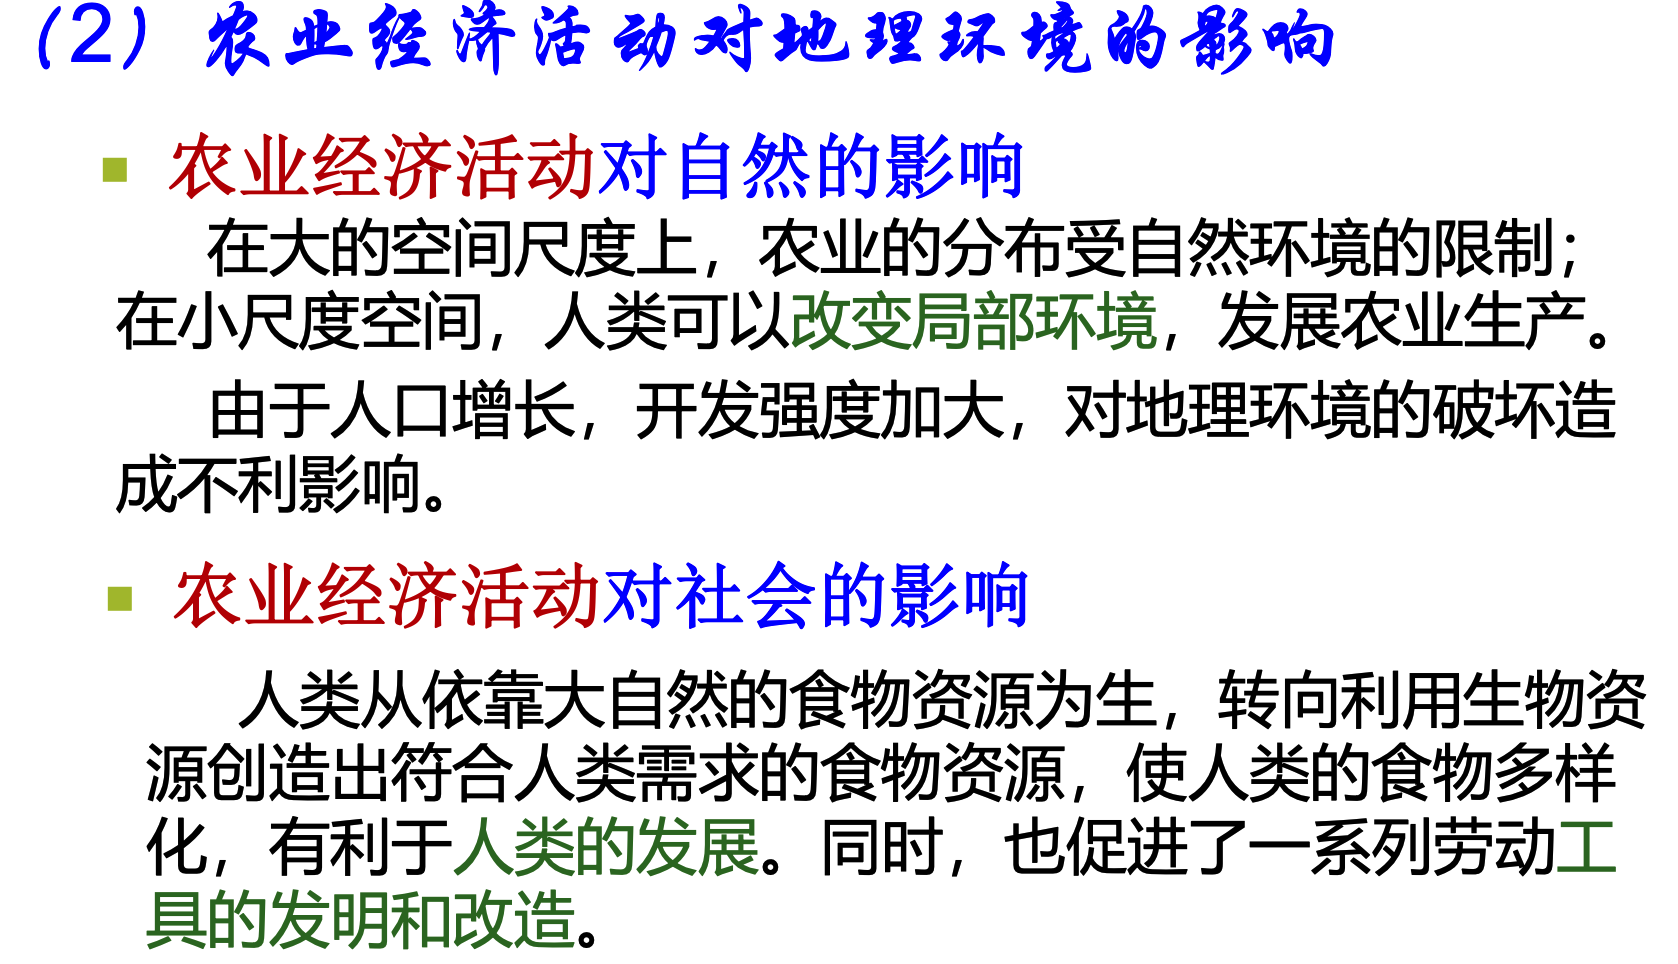 （2）农业经济活动对地理环境的影响
农业经济活动对自然的影响
在大的空间尺度上，农业的分布受自然环境的限制；
在小尺度空间，人类可以改变局部环境，发展农业生产。
由于人口增长，开发强度加大，对地理环境的破坏造
成不利影响。
农业经济活动对社会的影响
人类从依靠大自然的食物资源为生，转向利用生物资
源创造出符合人类需求的食物资源，使人类的食物多样
化，有利于人类的发展。同时，也促进了一系列劳动工
具的发明和改造。